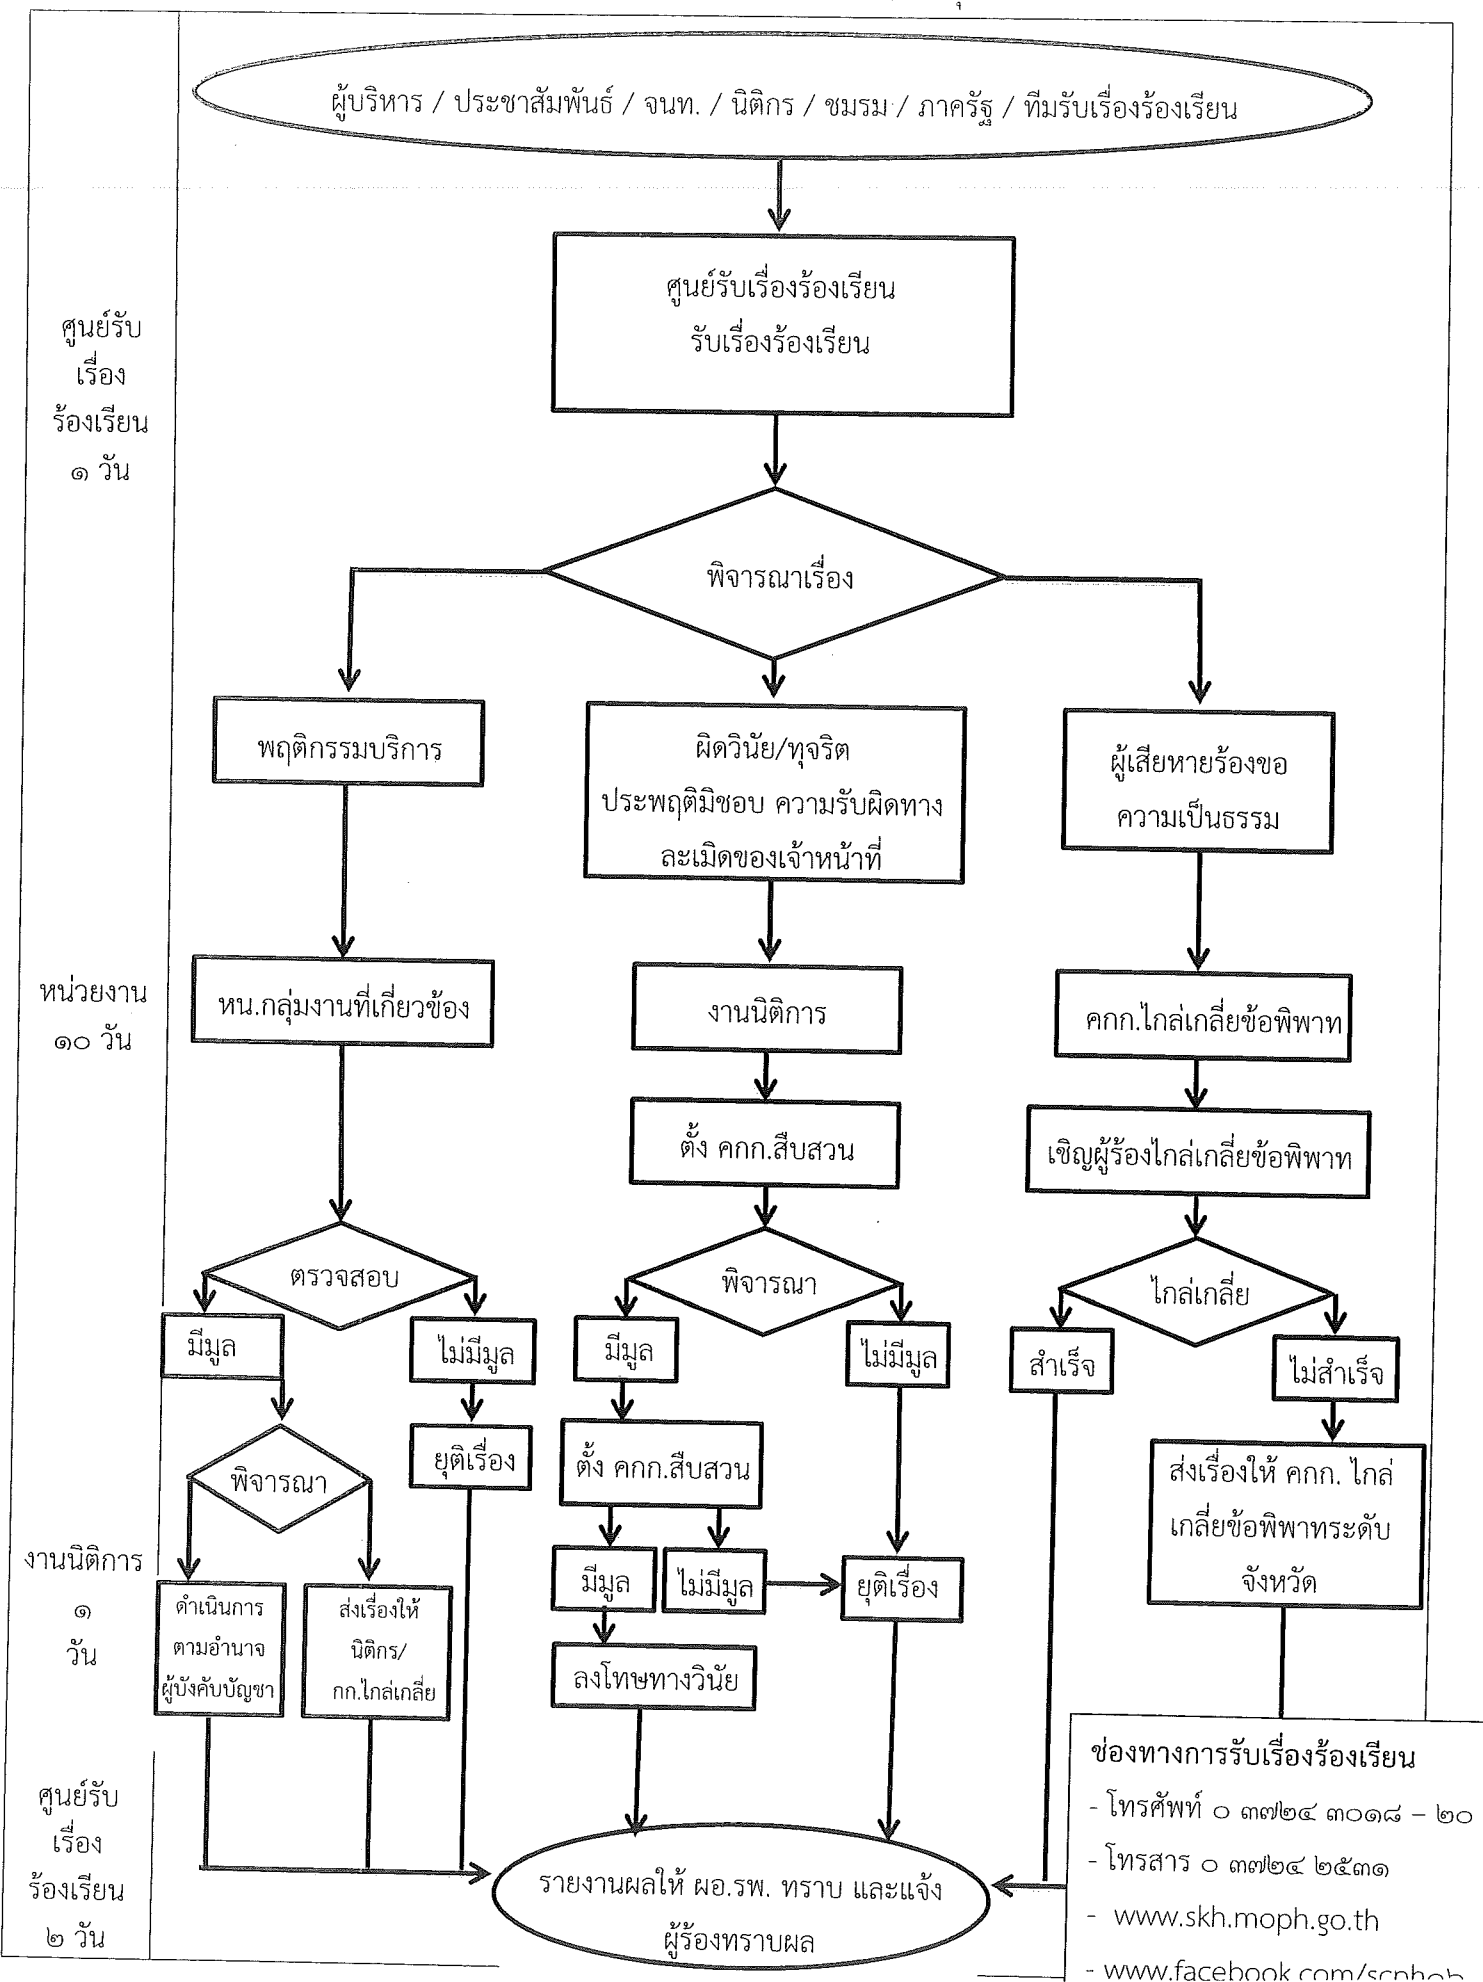 ผู้บริหาร / ประชาสัมพันธ์ / จนท. / นิติกร / ชมรม / ภาครัฐ / ทีมรับเรื่องร้องเรียน
ศูนย์รับเรื่องร้องเรียน
รับเรื่องร้องเรียน
ศูนย์รับ
เรื่อง
ร้องเรียน
๑ วัน
พิจารณาเรื่อง
พฤติกรรมบริการ
ผิดวินัย/ทุจริต
ประพฤติมิชอบ ความรับผิดทาง
ละเมิดของเจ้าหน้าที่
ผู้เสียหายร้องขอ
ความเป็นธรรม
หน่วยงาน
๑๐ วัน
หน.กลุ่มงานที่เกี่ยวข้อง
งานนิติการ
คกก.ไกล่เกลี่ยข้อพิพาท
ตั้ง คกก.สืบสวน
เชิญผู้ร้องไกล่เกลี่ยข้อพิพาท
ตรวจสอบ
พิจารณา
ไกล่เกลี่ย
มีมูล
ไม่มีมูล
มีมูล
ไม่มีมูล
สำเร็จ
ไม่สำเร็จ
พิจารณา
ยุติเรื่อง
ตั้ง คกก.สืบสวน
ส่งเรื่องให้ คกก. ไกล่
เกลี่ยข้อพิพาทระดับ
จังหวัด
งานนิติการ
๑
วัน
ดำเนินการ
ตามอำนาจ
ผู้บังคับบัญชา
ส่งเรื่องให้
นิติกร/
กก.ไกล่เกลี่ย
มีมูล
ไม่มีมูล
ยุติเรื่อง
ลงโทษทางวินัย
ศูนย์รับ
เรื่อง
ร้องเรียน
๒ วัน
รายงานผลให้ ผอ.รพ. ทราบ และแจ้ง
ผู้ร้องทราบผล
ช่องทางการรับเรื่องร้องเรียน
- โทรศัพท์ ๐ ๓๗๒๔ ๓๐๑๘ – ๒๐
- โทรสาร ๐ ๓๗๒๔ ๒๕๓๑
- www.skh.moph.go.th